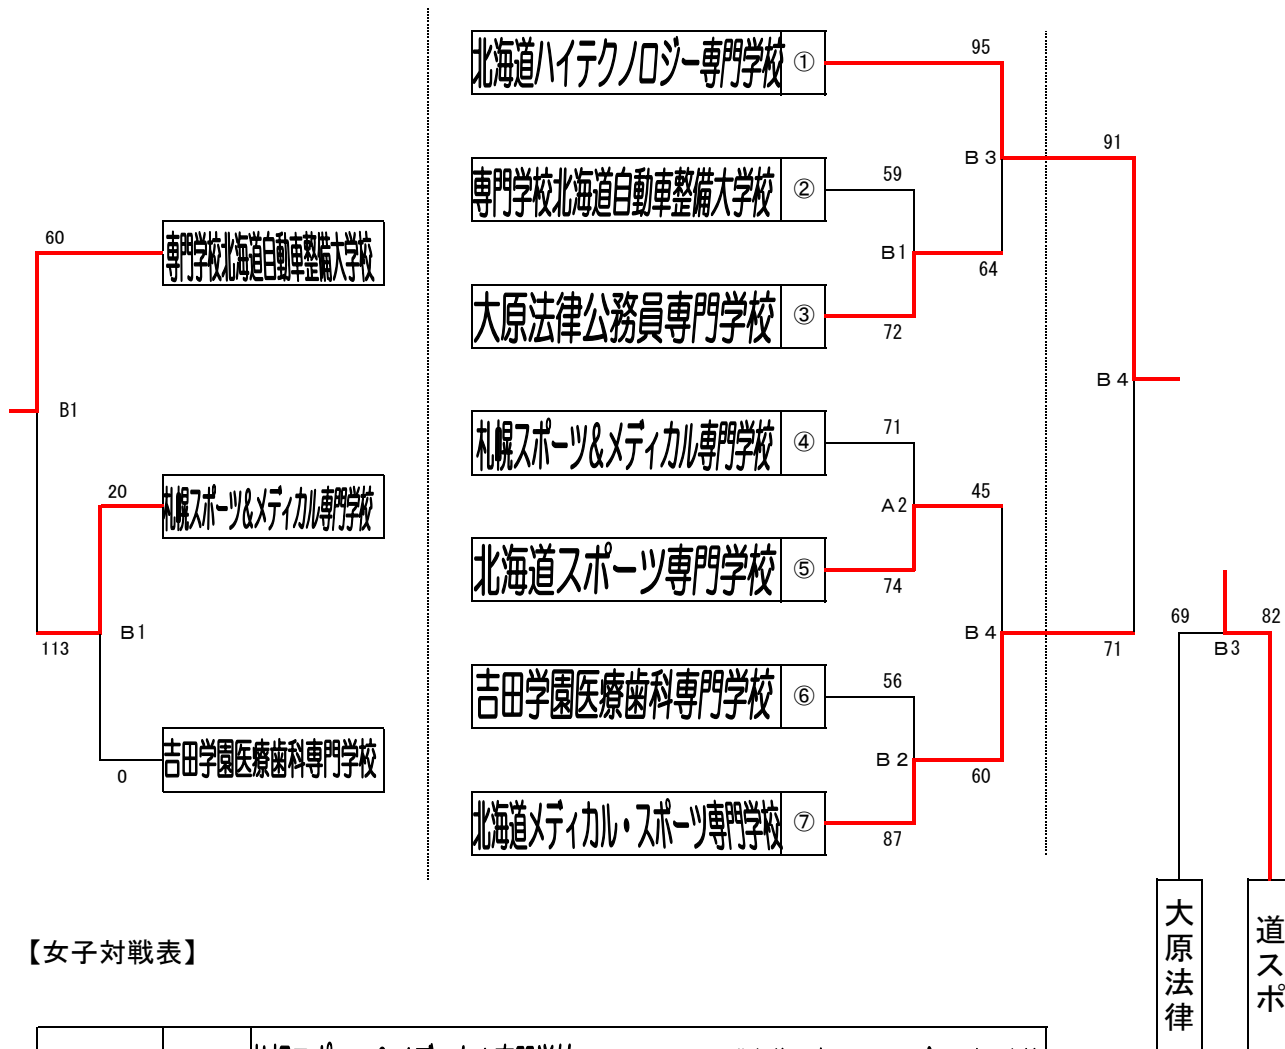 北海道ハイテクノロジー専門学校 ①
95
B3
91
専門学校北海道自動車整備大学校 ②
59
B1
64
大原法律公務員専門学校 ③
72
60
専門学校北海道自動車整備大学校
B1
B4
札幌スポーツ&メディカル専門学校 ④
71
A2
45
20
札幌スポーツ&メディカル専門学校
北海道スポーツ専門学校 ⑤
74
B1
113
B4
71
69
82
B3
吉田学園医療歯科専門学校 ⑥
56
B2
60
吉田学園医療歯科専門学校
0
北海道メディカル・スポーツ専門学校 ⑦
87
大原法律
道スポ
【女子対戦表】